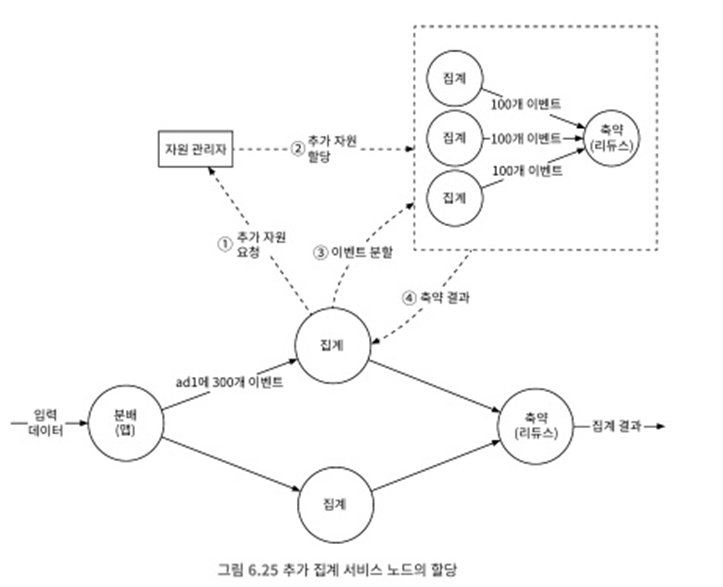 집계
100개 이벤트
집계
100개 이벤트
축약
(리듀스)
100개 이벤트
집계
자원 관리자
② 추가 자원
할당
① 추가 자원
요청
③ 이벤트 분할
④ 축약 결과
집계
ad1에 300개 이벤트
입력
데이터
분배
(맵)
축약
(리듀스)
집계 결과
집계
그림 6.25 추가 집계 서비스 노드의 할당